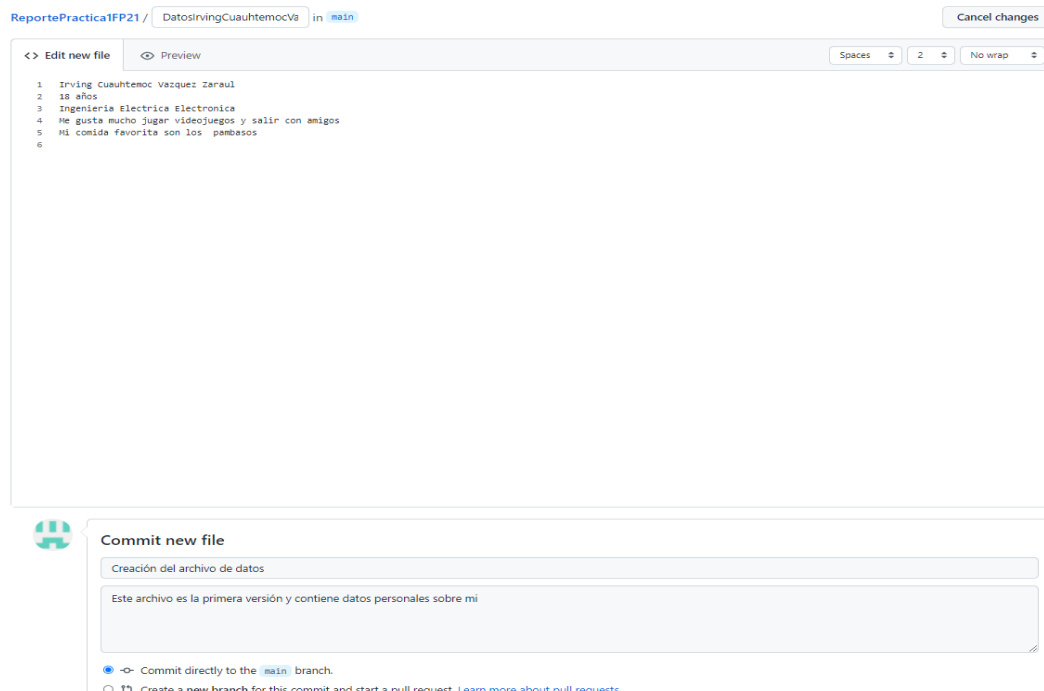 ReportePractica1FP21 / DatosIrvingCuauhtemocVa in main Cancel changes
<> Edit new file Preview Spaces 2 No wrap
1 Irving Cuauhtemoc Vazquez Zaraul
2 18 años
3 Ingenieria Electrica Electronica
4 Me gusta mucho jugar videojuegos y salir con amigos
5 Mi comida favorita son los  pambasos
6
Commit new file
Creación del archivo de datos
Este archivo es la primera versión y contiene datos personales sobre mi
Commit directly to the main branch.
Create a new branch for this commit and start a pull request. Learn more about pull requests.